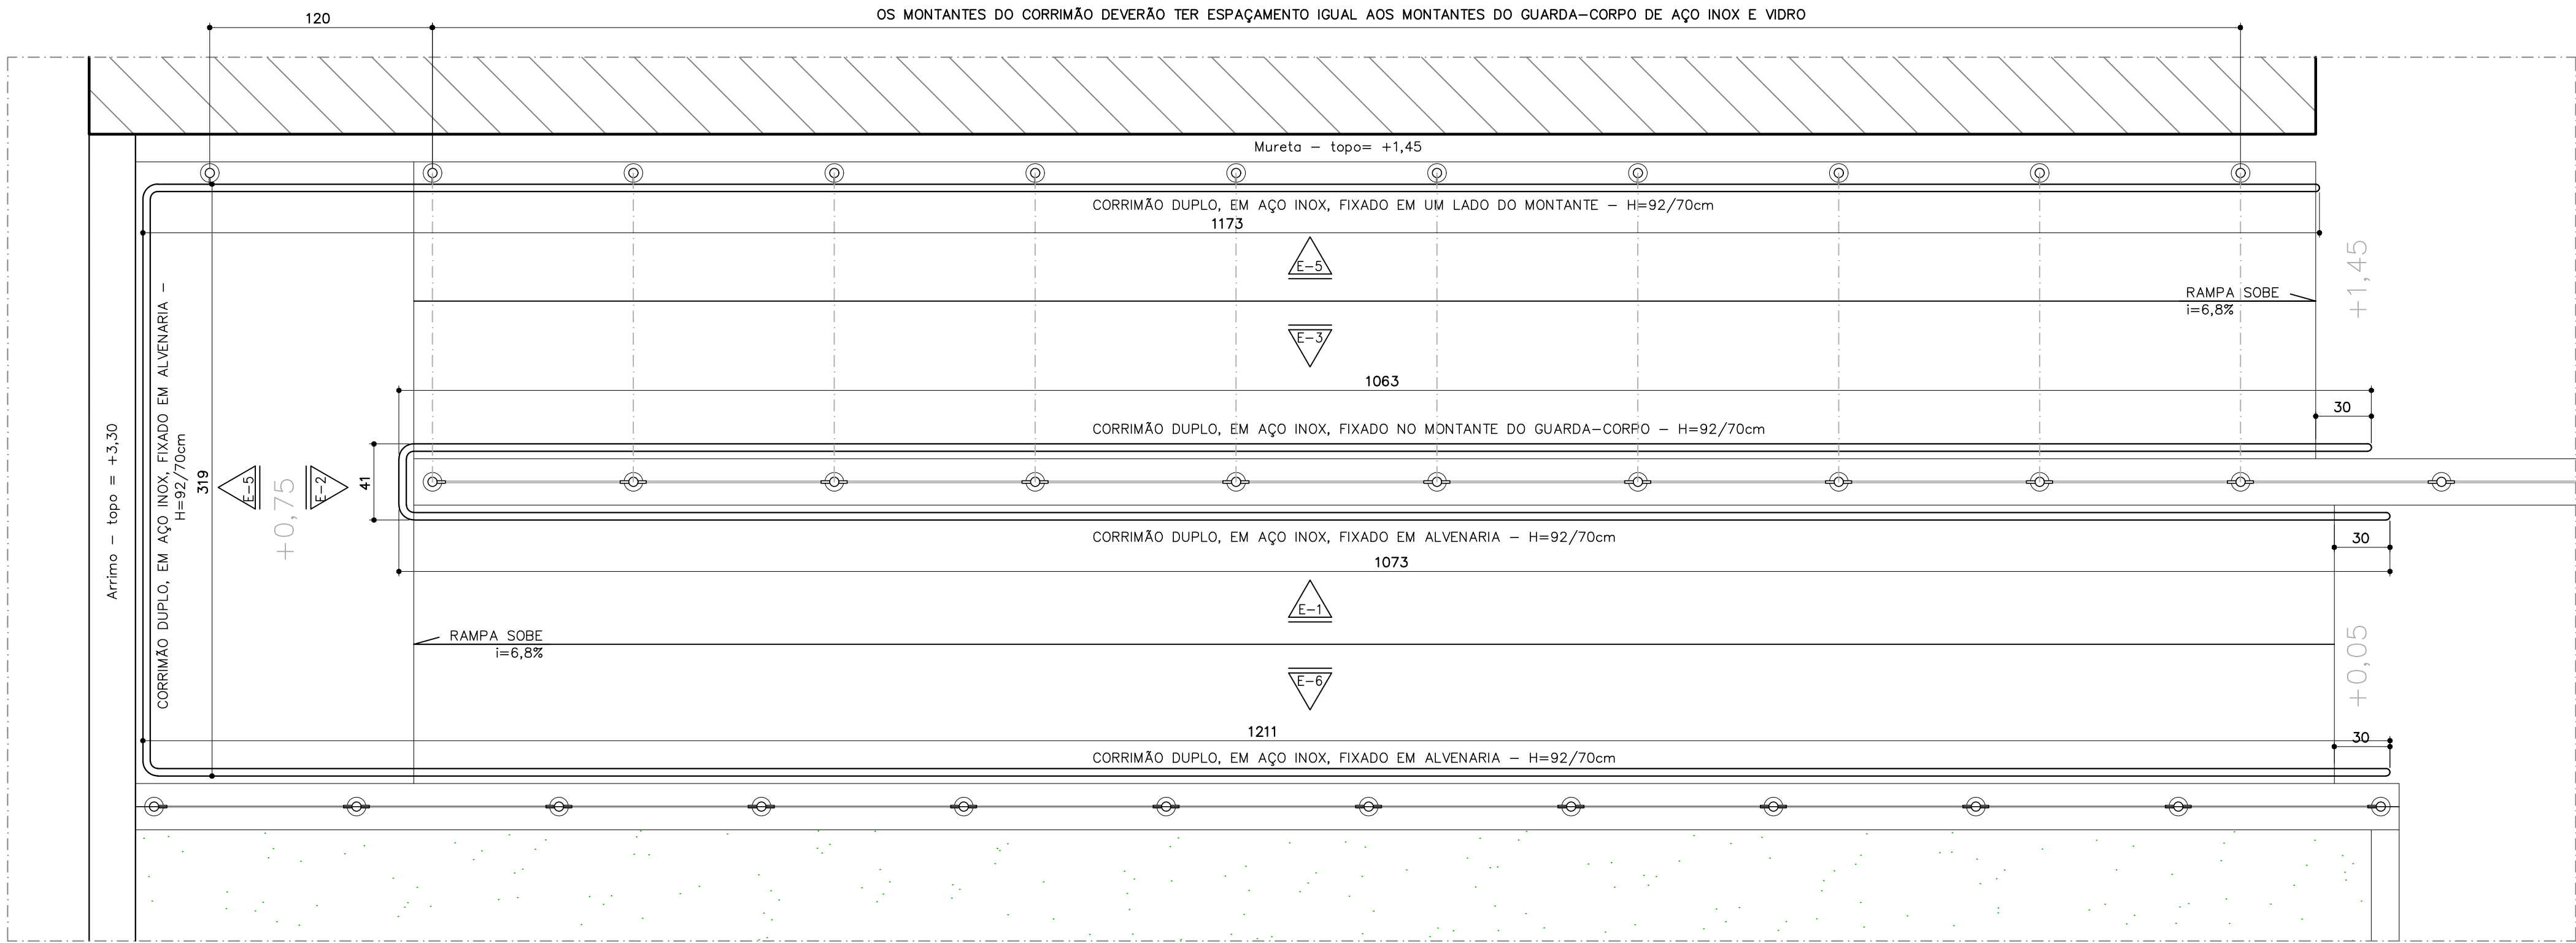 120
OS MONTANTES DO CORRIMÃO DEVERÃO TER ESPAÇAMENTO IGUAL AOS MONTANTES DO GUARDA-CORPO DE AÇO INOX E VIDRO
Mureta - topo= +1,45
CORRIMÃO DUPLO, EM AÇO INOX, FIXADO EM UM LADO DO MONTANTE - H=92/70cm
1173
E-5
+1,45
RAMPA SOBE
i=6,8%
E-3
1063
30
CORRIMÃO DUPLO, EM AÇO INOX, FIXADO NO MONTANTE DO GUARDA-CORPO - H=92/70cm
Arrimo - topo = +3,30
CORRIMÃO DUPLO, EM AÇO INOX, FIXADO EM ALVENARIA -
H=92/70cm
319
E-5
+0,75
E-2
41
CORRIMÃO DUPLO, EM AÇO INOX, FIXADO EM ALVENARIA - H=92/70cm
30
1073
E-1
RAMPA SOBE
i=6,8%
+0,05
E-6
1211
30
CORRIMÃO DUPLO, EM AÇO INOX, FIXADO EM ALVENARIA - H=92/70cm